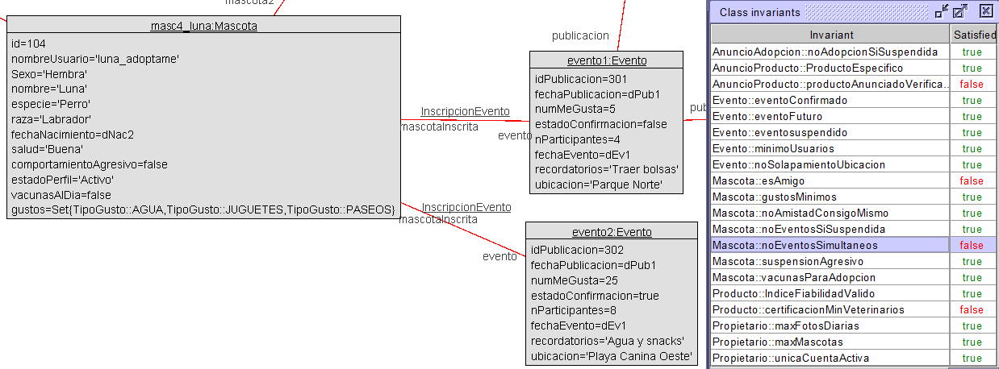 mascota2
masc4_luna:Mascota
id=104
nombreUsuario='luna_adoptame'
Sexo='Hembra'
nombre='Luna'
especie='Perro'
raza='Labrador'
fechaNacimiento=dNac2
salud='Buena'
comportamientoAgresivo=false
estadoPerfil='Activo'
vacunasAlDia=false
gustos=Set{TipoGusto::AGUA,TipoGusto::JUGUETES,TipoGusto::PASEOS}
InscripcionEvento
mascotaInscrita
evento
InscripcionEvento
mascotaInscrita
evento
publicacion
evento1:Evento
idPublicacion=301
fechaPublicacion=dPub1
numMeGusta=5
estadoConfirmacion=false
nParticipantes=4
fechaEvento=dEv1
recordatorios='Traer bolsas'
ubicacion='Parque Norte'
evento2:Evento
idPublicacion=302
fechaPublicacion=dPub1
numMeGusta=25
estadoConfirmacion=true
nParticipantes=8
fechaEvento=dEv1
recordatorios='Agua y snacks'
ubicacion='Playa Canina Oeste'
Class invariants
Invariant Satisfied
AnuncioAdopcion::noAdopcionSiSuspendida true
AnuncioProducto::ProductoEspecifico true
AnuncioProducto::productoAnunciadoVerifica... false
Evento::eventoConfirmado true
Evento::eventoFuturo true
Evento::eventosuspendido true
Evento::minimoUsuarios true
Evento::noSolapamientoUbicacion true
Mascota::esAmigo false
Mascota::gustosMinimos true
Mascota::noAmistadConsigoMismo true
Mascota::noEventosSiSuspendida true
Mascota::noEventosSimultaneos false
Mascota::suspensionAgresivo true
Mascota::vacunasParaAdopcion true
Producto::IndiceFiabilidadValido true
Producto::certificacionMinVeterinarios false
Propietario::maxFotosDiarias true
Propietario::maxMascotas true
Propietario::unicaCuentaActiva true